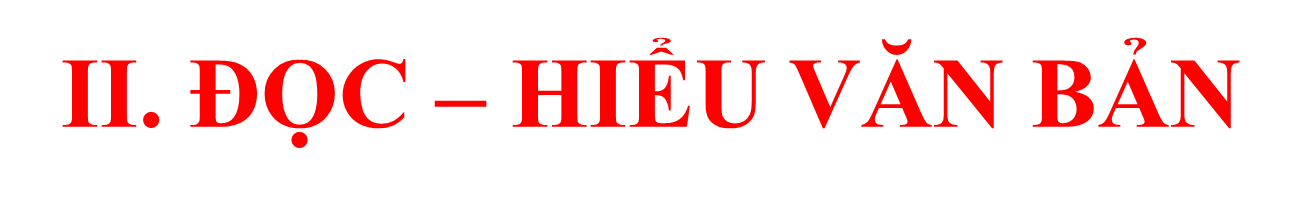 II. ĐỌC – HIỂU VĂN BẢN